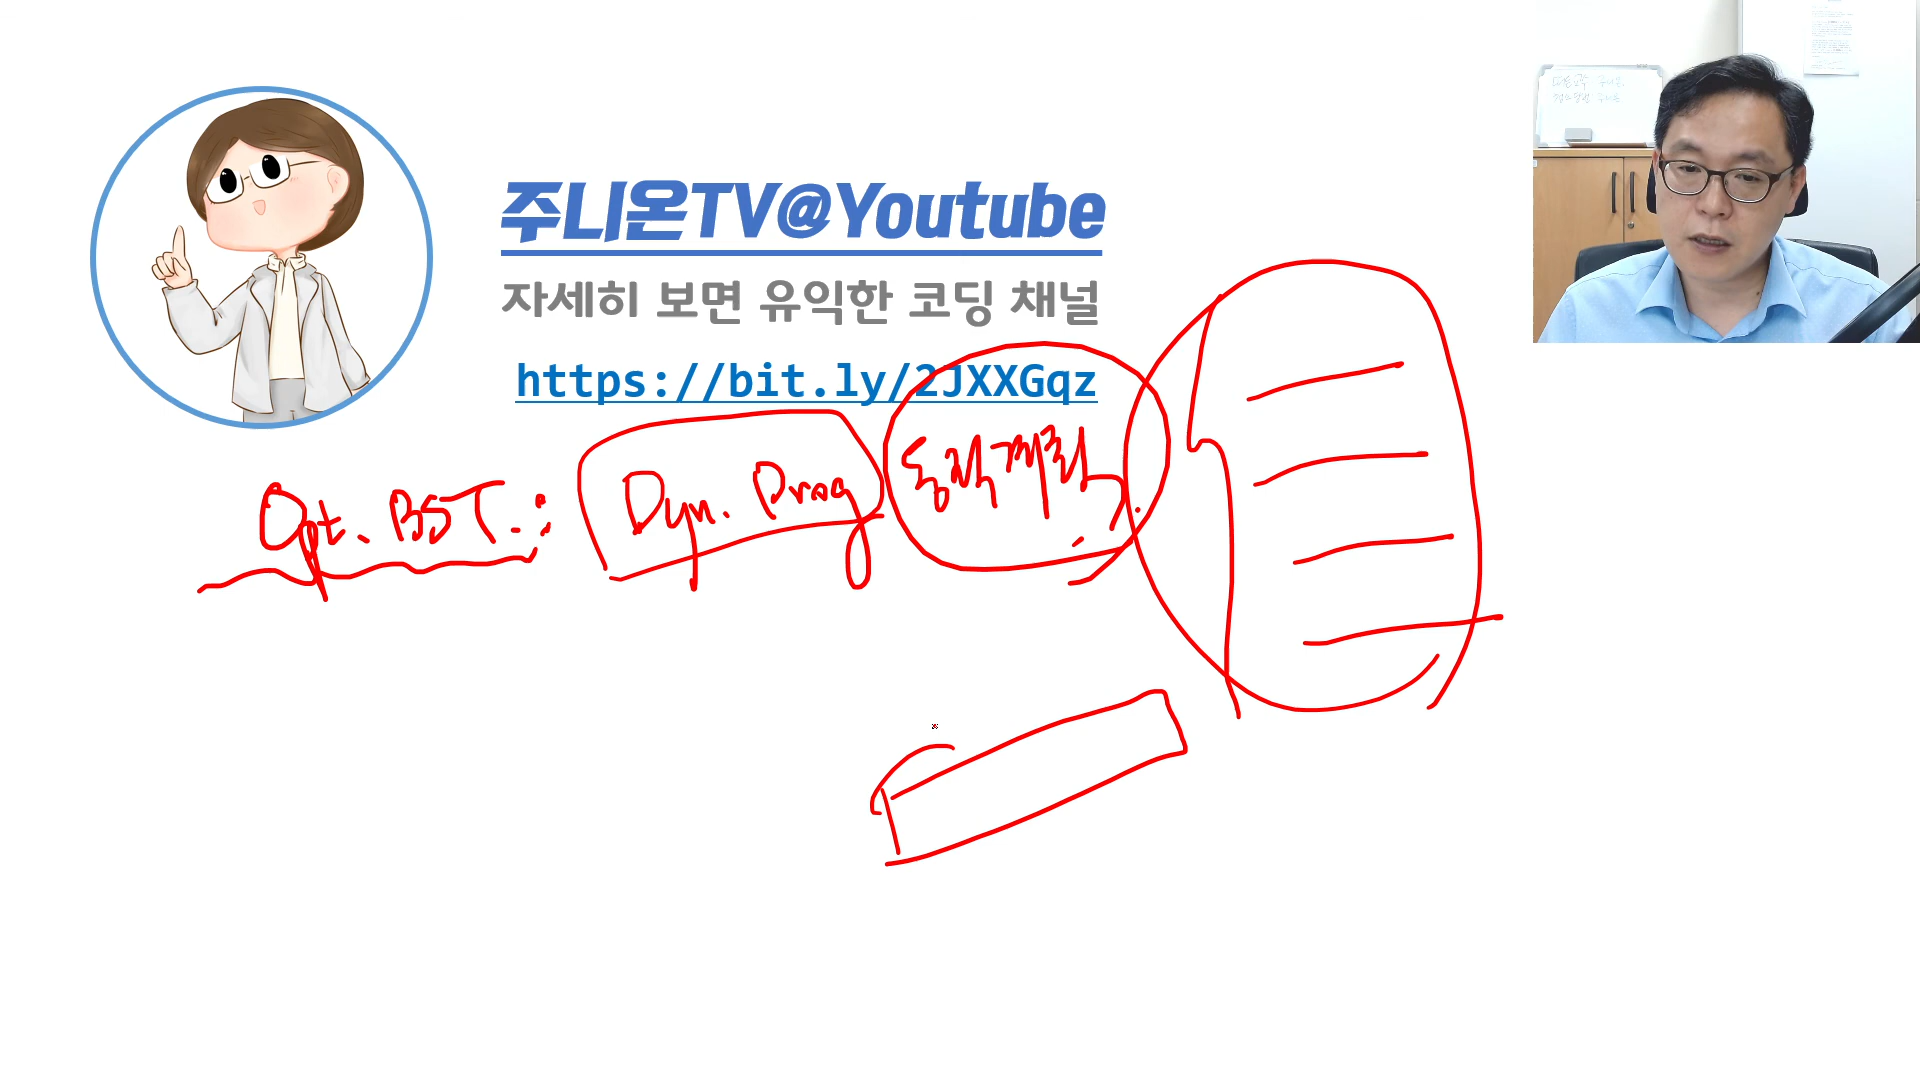 주니온TV@Youtube
자세히 보면 유익한 코딩 채널
https://bit.ly/2JXXGqz
Opt. BST. : Dyn. Prog 동적계획